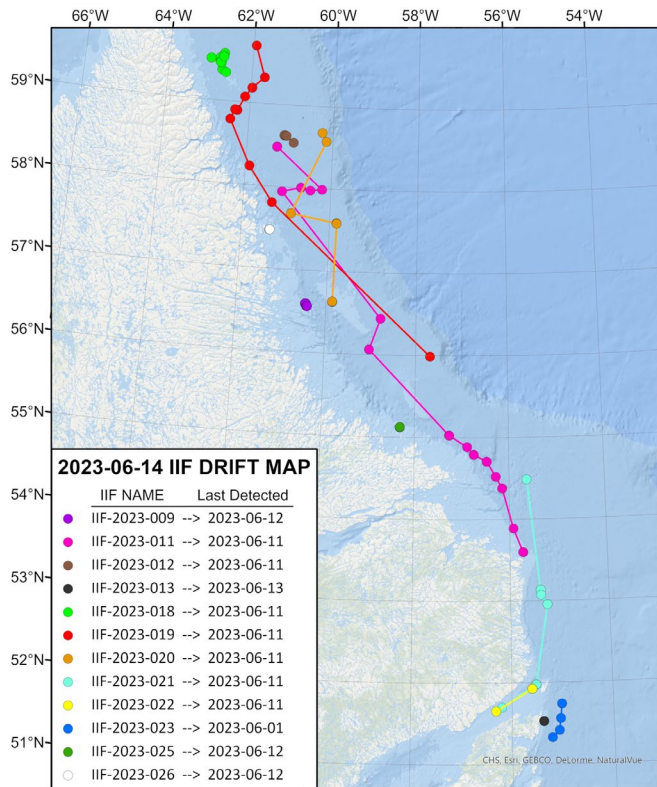 66°W 64°W 62°W 60°W 58°W 56°W 54°W
59°N
58°N
57°N
56°N
55°N
54°N
53°N
52°N
51°N
2023-06-14 IIF DRIFT MAP
IIF NAME Last Detected
IIF-2023-009 --> 2023-06-12
IIF-2023-011 --> 2023-06-11
IIF-2023-012 --> 2023-06-11
IIF-2023-013 --> 2023-06-13
IIF-2023-018 --> 2023-06-11
IIF-2023-019 --> 2023-06-11
IIF-2023-020 --> 2023-06-11
IIF-2023-021 --> 2023-06-11
IIF-2023-022 --> 2023-06-11
IIF-2023-023 --> 2023-06-01
IIF-2023-025 --> 2023-06-12
IIF-2023-026 --> 2023-06-12
CHS, Esri, GEBCO, DeLorme, NaturalVue